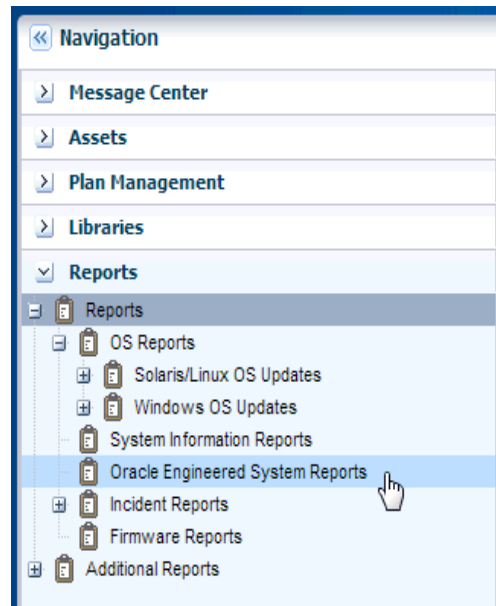 Navigation
Message Center
Assets
Plan Management
Libraries
Reports
Reports
OS Reports
Solaris/Linux OS Updates
Windows OS Updates
System Information Reports
Oracle Engineered System Reports
Incident Reports
Firmware Reports
Additional Reports